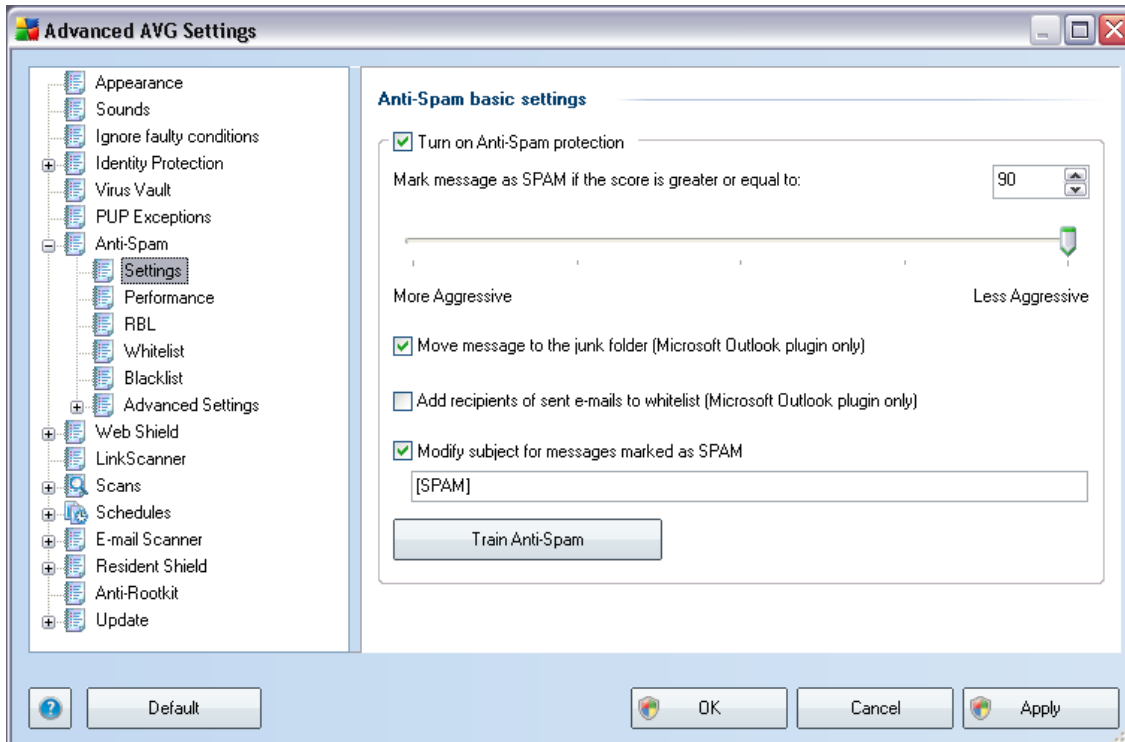 Advanced AVG Settings
Appearance
Sounds
Ignore faulty conditions
Identity Protection
Virus Vault
PUP Exceptions
Anti-Spam
Settings
Performance
RBL
Whitelist
Blacklist
Advanced Settings
Web Shield
LinkScanner
Scans
Schedules
E-mail Scanner
Resident Shield
Anti-Rootkit
Update
Anti-Spam basic settings
Turn on Anti-Spam protection
Mark message as SPAM if the score is greater or equal to: 90
More Aggressive Less Aggressive
Move message to the junk folder (Microsoft Outlook plugin only)
Add recipients of sent e-mails to whitelist (Microsoft Outlook plugin only)
Modify subject for messages marked as SPAM
[SPAM]
Train Anti-Spam
? Default OK Cancel Apply